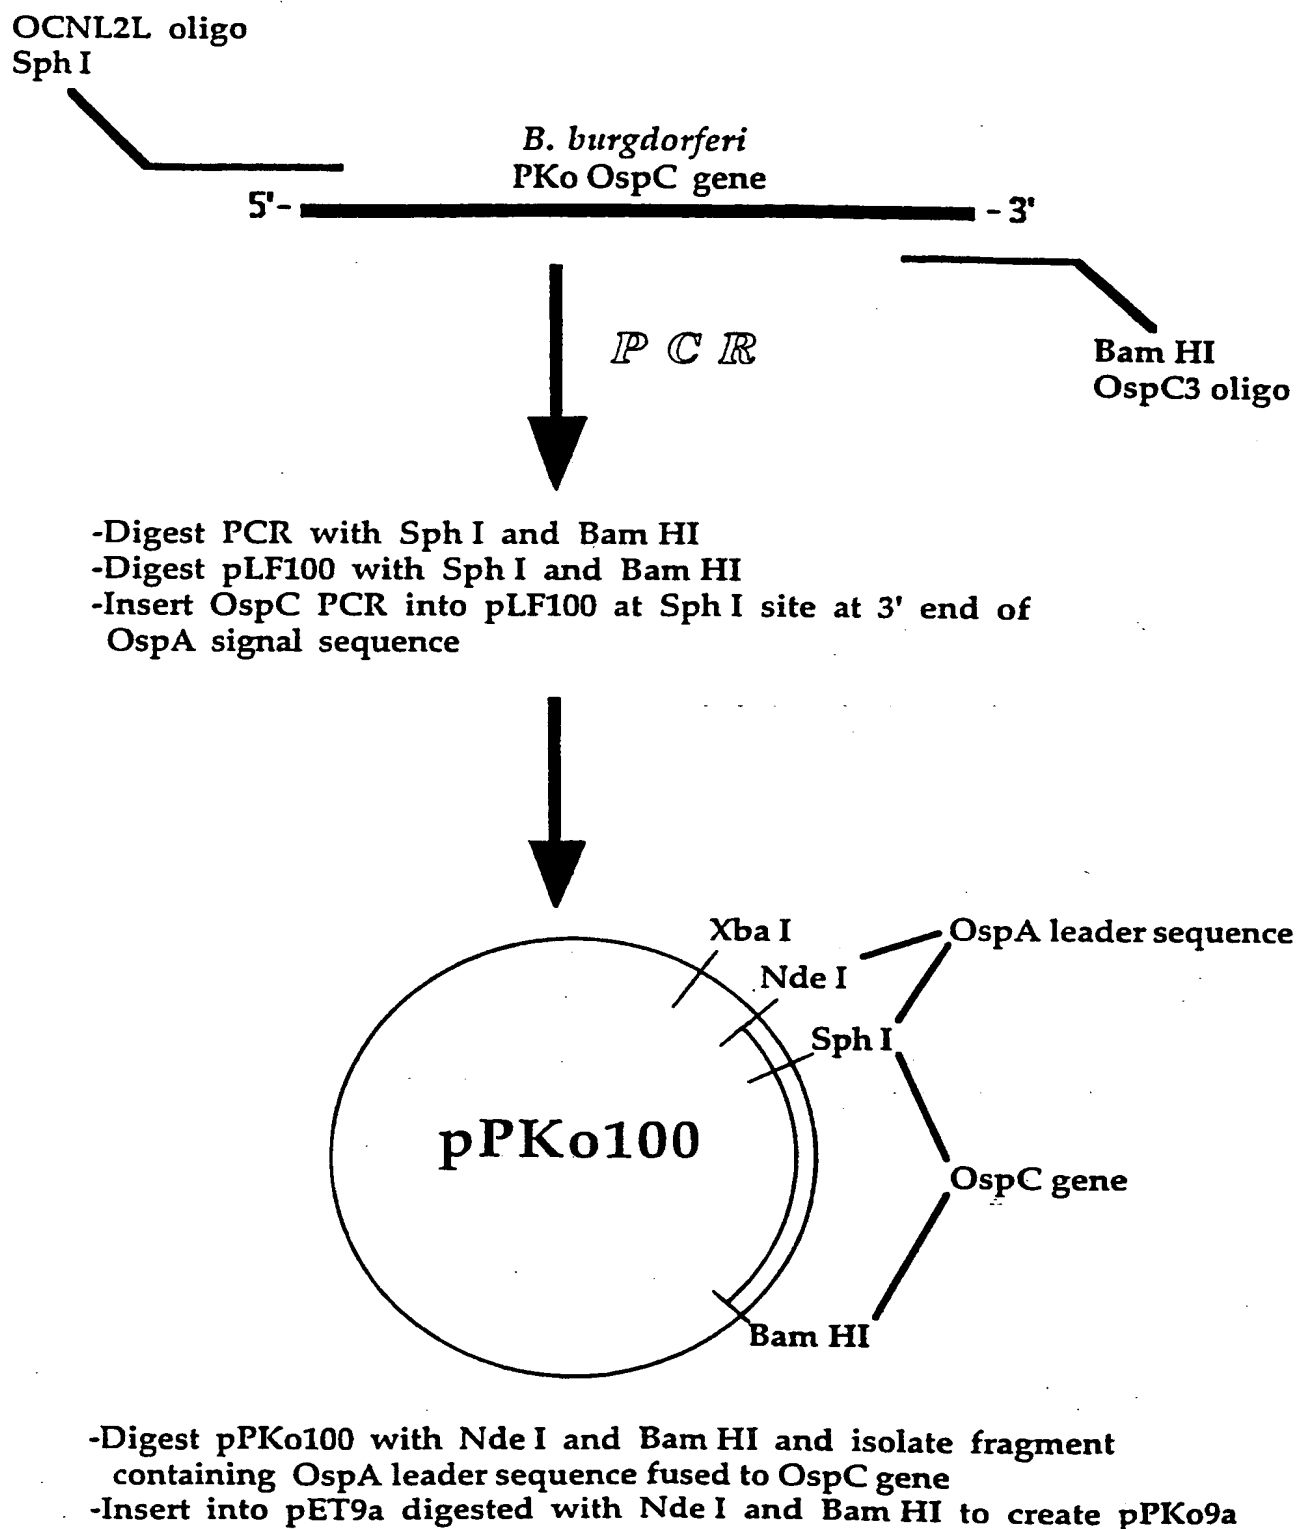 OCNL2L oligo
Sph I
B. burgdorferi
PKo OspC gene
5'-
-3'
PCR
Bam HI
OspC3 oligo
-Digest PCR with Sph I and Bam HI
-Digest pLF100 with Sph I and Bam HI
-Insert OspC PCR into pLF100 at Sph I site at 3' end of
OspA signal sequence
Xba I
OspA leader sequence
Nde I
Sph I
pPKo100
OspC gene
Bam HI
-Digest pPKo100 with Nde I and Bam HI and isolate fragment
containing OspA leader sequence fused to OspC gene
-Insert into pET9a digested with Nde I and Bam HI to create pPKo9a